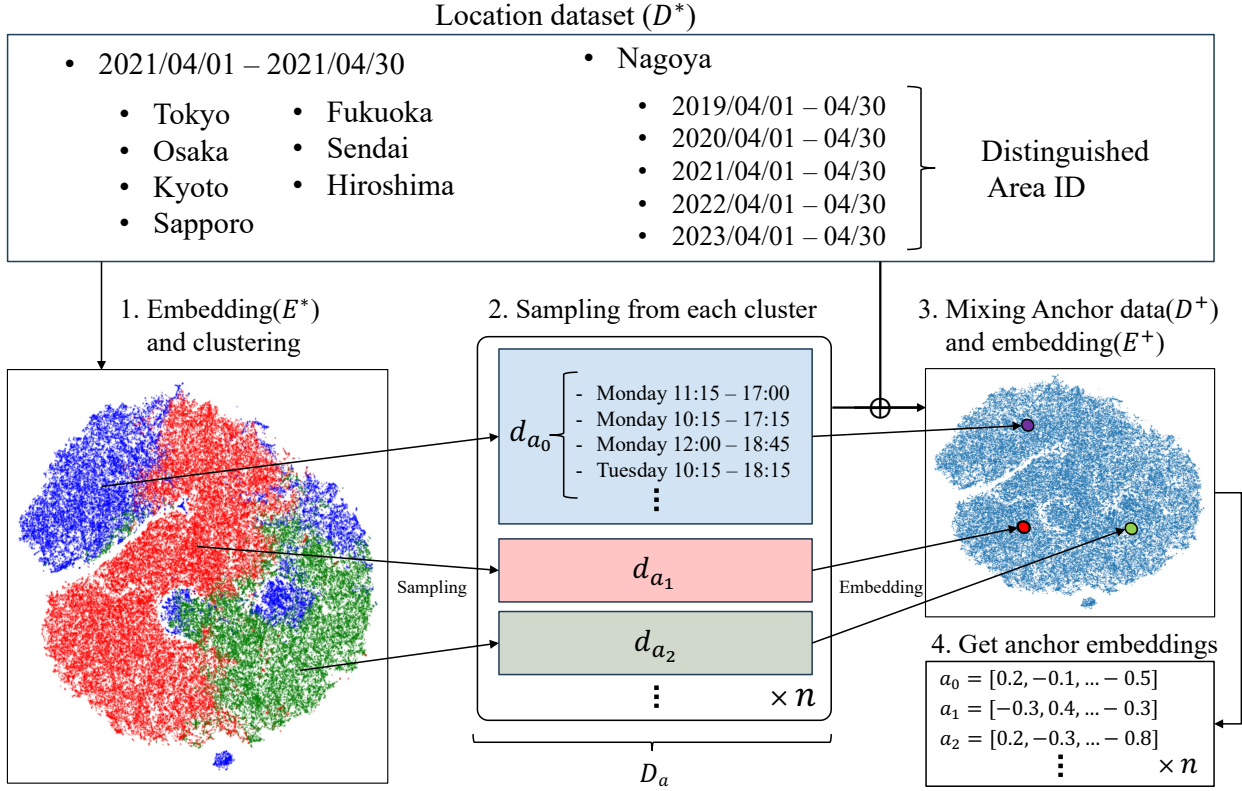 Location dataset (D*)
• 2021/04/01 – 2021/04/30
• Tokyo
• Osaka
• Kyoto
• Sapporo
• Fukuoka
• Sendai
• Hiroshima
• Nagoya
• 2019/04/01 – 04/30
• 2020/04/01 – 04/30
• 2021/04/01 – 04/30
• 2022/04/01 – 04/30
• 2023/04/01 – 04/30
Distinguished
Area ID
1. Embedding(E*)
and clustering
2. Sampling from each cluster
d_{a_0}
- Monday 11:15 – 17:00
- Monday 10:15 – 17:15
- Monday 12:00 – 18:45
- Tuesday 10:15 – 18:15
⋮
Sampling
d_{a_1}
d_{a_2}
⋮
× n
D_a
Embedding
3. Mixing Anchor data(D⁺)
and embedding(E⁺)
4. Get anchor embeddings
a_0 = [0.2, −0.1, … − 0.5]
a_1 = [−0.3, 0.4, … − 0.3]
a_2 = [0.2, −0.3, … − 0.8]
⋮
× n